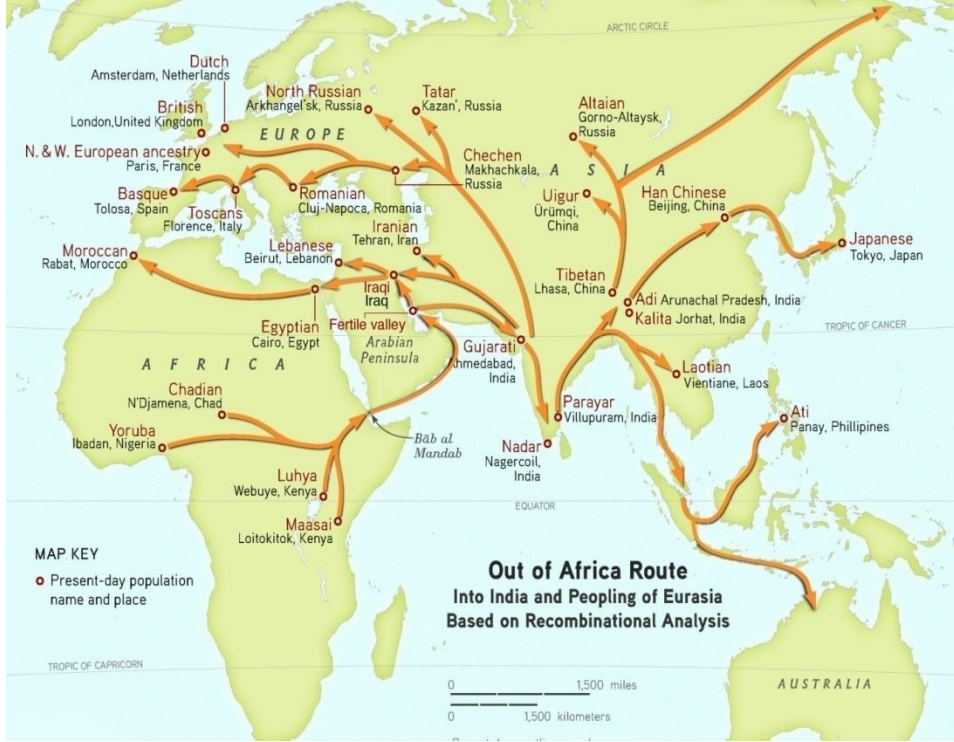 ARCTIC CIRCLE
Dutch
Amsterdam, Netherlands
North Russian
Arkhangel'sk, Russia
Tatar
Kazan', Russia
British
London,United Kingdom
EUROPE
Altaian
Gorno-Altaysk,
Russia
N. & W. European ancestry
Paris, France
Chechen
Makhachkala,
Russia
ASIA
Basque
Tolosa, Spain
Toscans
Florence, Italy
Romanian
Cluj-Napoca, Romania
Uigur
Ürümqi,
China
Han Chinese
Beijing, China
Moroccan
Rabat, Morocco
Lebanese
Beirut, Lebanon
Iranian
Tehran, Iran
Japanese
Tokyo, Japan
Iraqi
Iraq
Tibetan
Lhasa, China
Adi Arunachal Pradesh, India
Kalita Jorhat, India
Egyptian
Cairo, Egypt
Fertile valley
Arabian
Peninsula
Gujarati
Ahmedabad,
India
TROPIC OF CANCER
AFRICA
Laotian
Vientiane, Laos
Chadian
N'Djamena, Chad
Parayar
Villupuram, India
Ati
Panay, Phillipines
Yoruba
Ibadan, Nigeria
Bāb al
Mandab
Nadar
Nagercoil,
India
Luhya
Webuye, Kenya
EQUATOR
Maasai
Loitokitok, Kenya
MAP KEY
Present-day population
name and place
Out of Africa Route
Into India and Peopling of Eurasia
Based on Recombinational Analysis
TROPIC OF CAPRICORN
0 1,500 miles
0 1,500 kilometers
AUSTRALIA